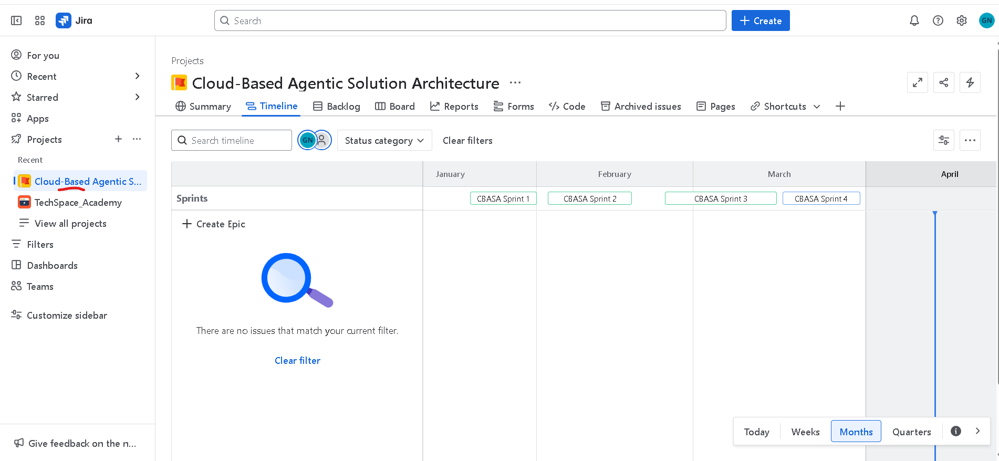 Jira
Search
Create
GN
For you
Recent
Starred
Apps
Projects
Recent
Cloud-Based Agentic S...
TechSpace_Academy
View all projects
Filters
Dashboards
Teams
Customize sidebar
Give feedback on the n...
Projects
Cloud-Based Agentic Solution Architecture
Summary Timeline Backlog Board Reports Forms Code Archived issues Pages Shortcuts
Search timeline GN Status category Clear filters
January February March April
Sprints CBASA Sprint 1 CBASA Sprint 2 CBASA Sprint 3 CBASA Sprint 4
Create Epic
There are no issues that match your current filter.
Clear filter
Today Weeks Months Quarters